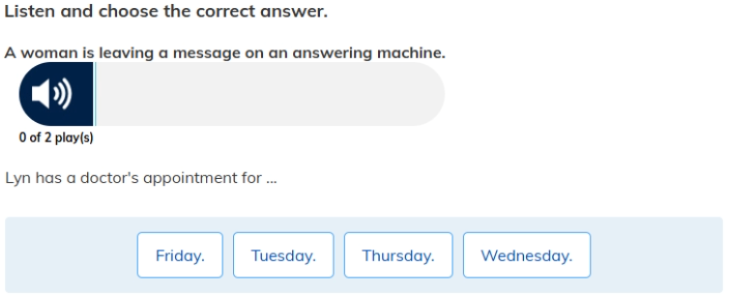 Listen and choose the correct answer.
A woman is leaving a message on an answering machine.
0 of 2 play(s)
Lyn has a doctor's appointment for ...
Friday. Tuesday. Thursday. Wednesday.